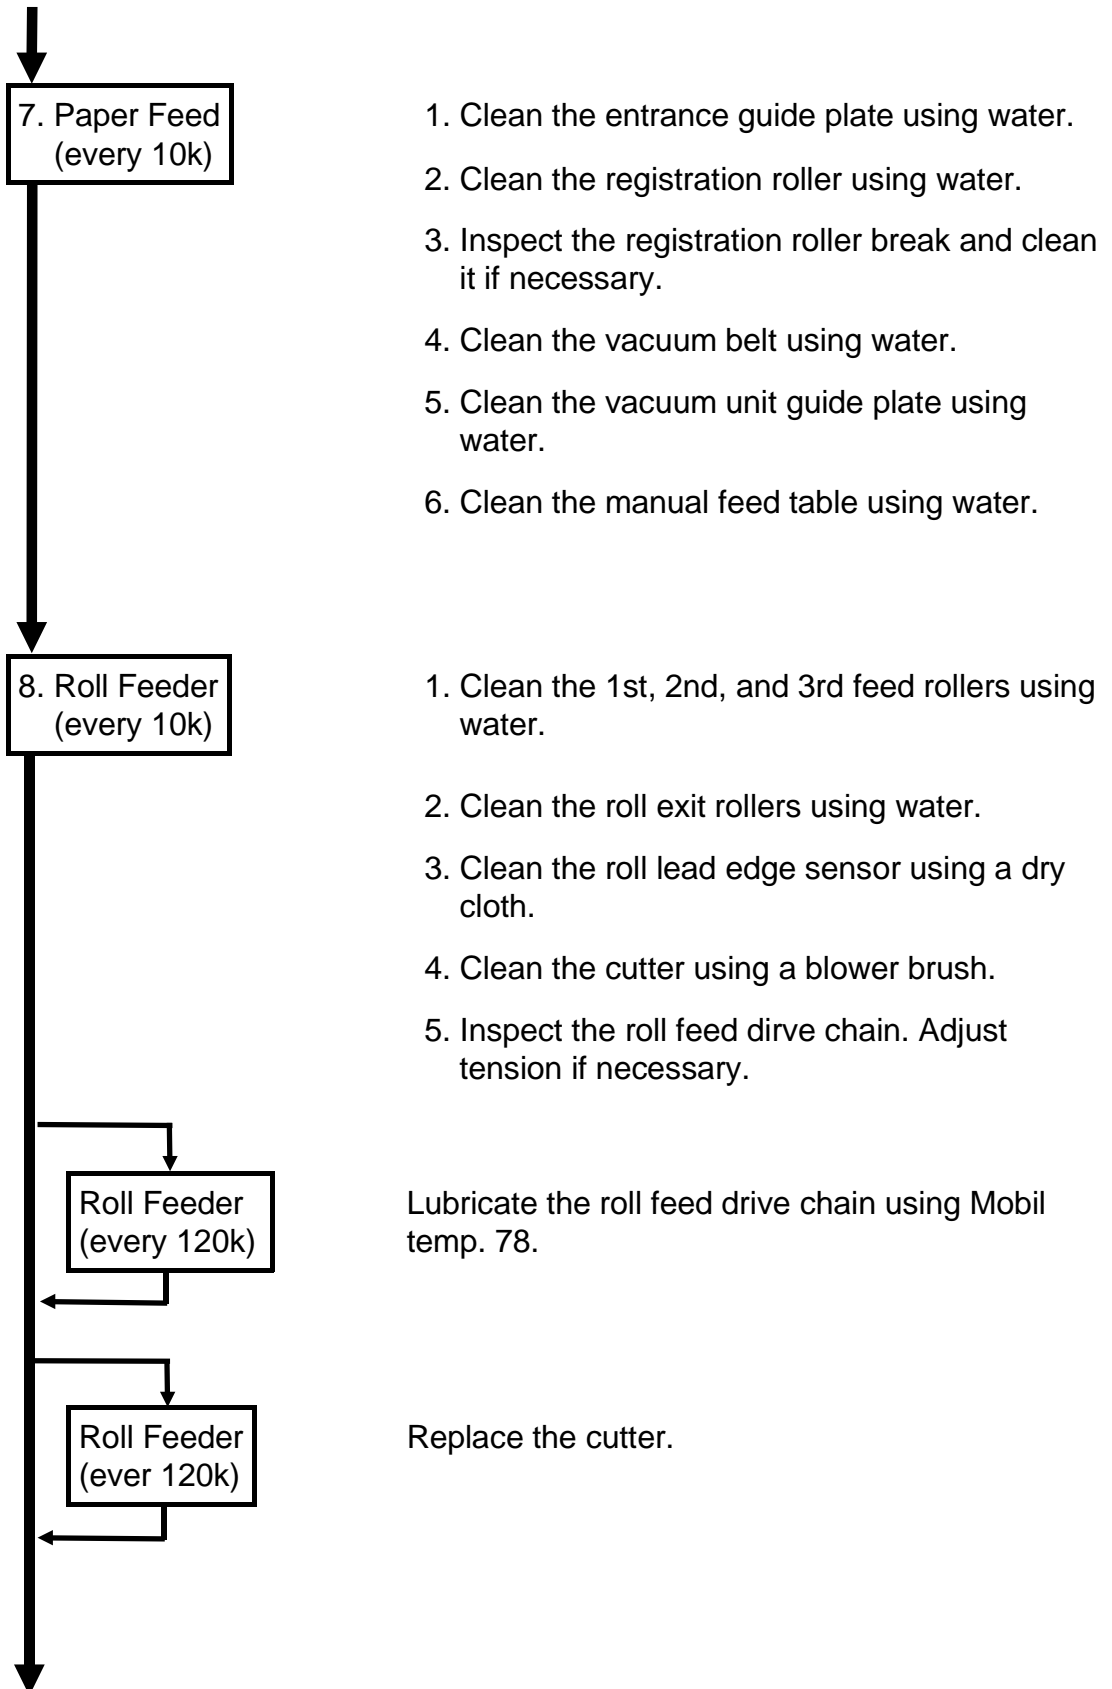 7. Paper Feed
(every 10k)
1. Clean the entrance guide plate using water.
2. Clean the registration roller using water.
3. Inspect the registration roller break and clean
it if necessary.
4. Clean the vacuum belt using water.
5. Clean the vacuum unit guide plate using
water.
6. Clean the manual feed table using water.
8. Roll Feeder
(every 10k)
1. Clean the 1st, 2nd, and 3rd feed rollers using
water.
2. Clean the roll exit rollers using water.
3. Clean the roll lead edge sensor using a dry
cloth.
4. Clean the cutter using a blower brush.
5. Inspect the roll feed dirve chain. Adjust
tension if necessary.
Roll Feeder
(every 120k)
Lubricate the roll feed drive chain using Mobil
temp. 78.
Roll Feeder
(ever 120k)
Replace the cutter.